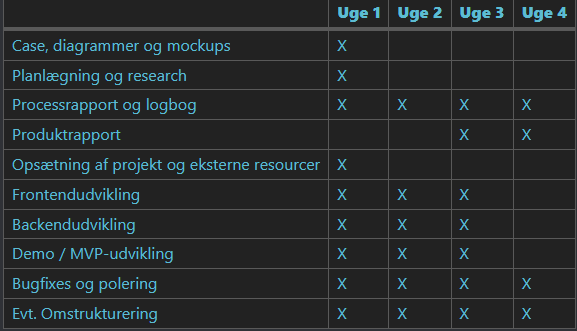 Uge 1 Uge 2 Uge 3 Uge 4
Case, diagrammer og mockups X
Planlægning og research X
Processrapport og logbog X X X X
Produktrapport X X
Opsætning af projekt og eksterne resourcer X
Frontendudvikling X X X
Backendudvikling X X X
Demo / MVP-udvikling X X X
Bugfixes og polering X X X X
Evt. Omstrukturering X X X X